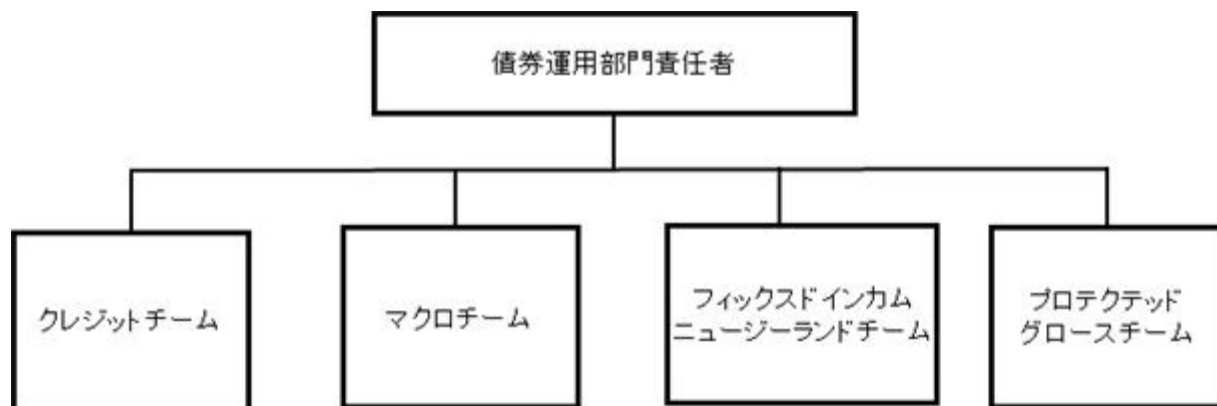 債券運用部門責任者
クレジットチーム
マクロチーム
フィックスドインカム
ニュージーランドチーム
プロテクテッド
グロースチーム